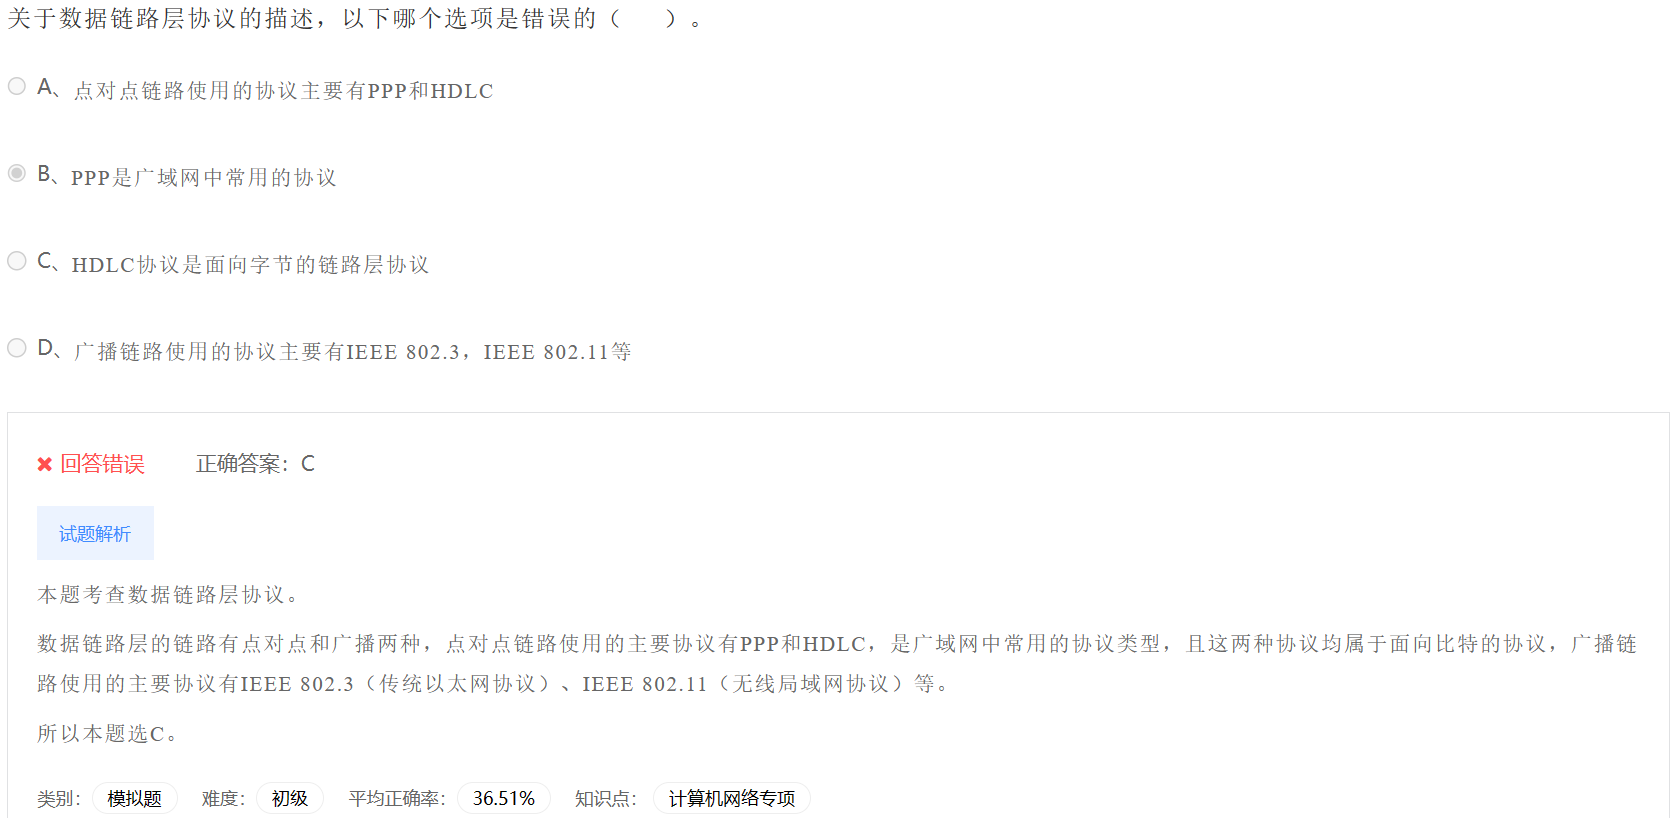 关于数据链路层协议的描述，以下哪个选项是错误的（　　）。
A、点对点链路使用的协议主要有PPP和HDLC
B、PPP是广域网中常用的协议
C、HDLC协议是面向字节的链路层协议
D、广播链路使用的协议主要有IEEE 802.3，IEEE 802.11等
✖ 回答错误 正确答案：C
试题解析
本题考查数据链路层协议。
数据链路层的链路有点对点和广播两种，点对点链路使用的主要协议有PPP和HDLC，是广域网中常用的协议类型，且这两种协议均属于面向比特的协议，广播链
路使用的主要协议有IEEE 802.3（传统以太网协议）、IEEE 802.11（无线局域网协议）等。
所以本题选C。
类别： 模拟题 难度： 初级 平均正确率： 36.51% 知识点： 计算机网络专项